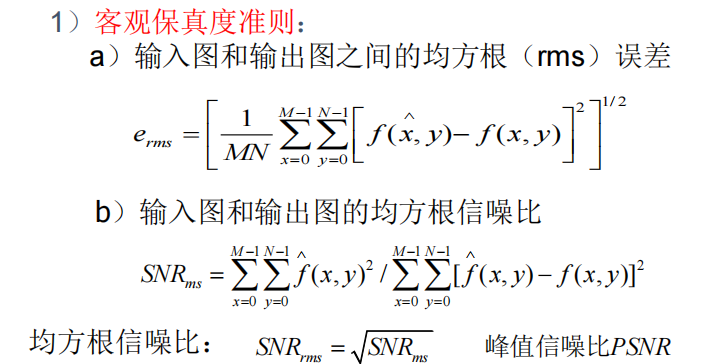 1）客观保真度准则：
a）输入图和输出图之间的均方根（rms）误差
e_{rms} = \left[ \frac{1}{MN} \sum_{x=0}^{M-1} \sum_{y=0}^{N-1} \left[ f(\hat{x}, y) - f(x, y) \right]^2 \right]^{1/2}
b）输入图和输出图的均方根信噪比
SNR_{ms} = \sum_{x=0}^{M-1} \sum_{y=0}^{N-1} \hat{f}(x, y)^2 / \sum_{x=0}^{M-1} \sum_{y=0}^{N-1} [\hat{f}(x, y) - f(x, y)]^2
均方根信噪比： SNR_{rms} = \sqrt{SNR_{ms}} 峰值信噪比PSNR